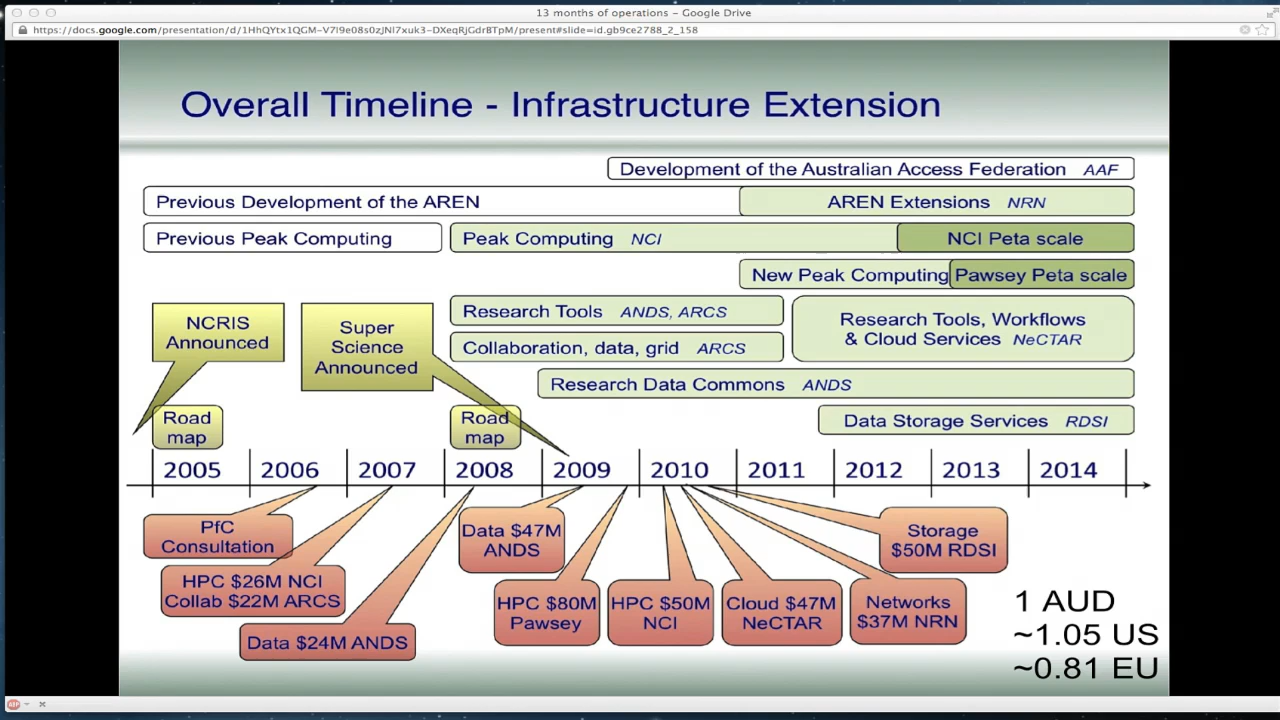 13 months of operations – Google Drive
https://docs.google.com/presentation/d/1HhQYtx1QGM-V7I9e08s0zJNl7xuk3-DXeqRjGdrBTpM/present#slide=id.gb9ce2788_2_158
Overall Timeline - Infrastructure Extension
Development of the Australian Access Federation AAF
Previous Development of the AREN
AREN Extensions NRN
Previous Peak Computing
Peak Computing NCI
NCI Peta scale
New Peak Computing
Pawsey Peta scale
NCRIS
Announced
Super
Science
Announced
Research Tools ANDS, ARCS
Collaboration, data, grid ARCS
Research Tools, Workflows
& Cloud Services NeCTAR
Research Data Commons ANDS
Data Storage Services RDSI
Road
map
Road
map
2005 2006 2007 2008 2009 2010 2011 2012 2013 2014
PfC
Consultation
HPC $26M NCI
Collab $22M ARCS
Data $24M ANDS
Data $47M
ANDS
HPC $80M
Pawsey
HPC $50M
NCI
Cloud $47M
NeCTAR
Networks
$37M NRN
Storage
$50M RDSI
1 AUD
~1.05 US
~0.81 EU
ABP